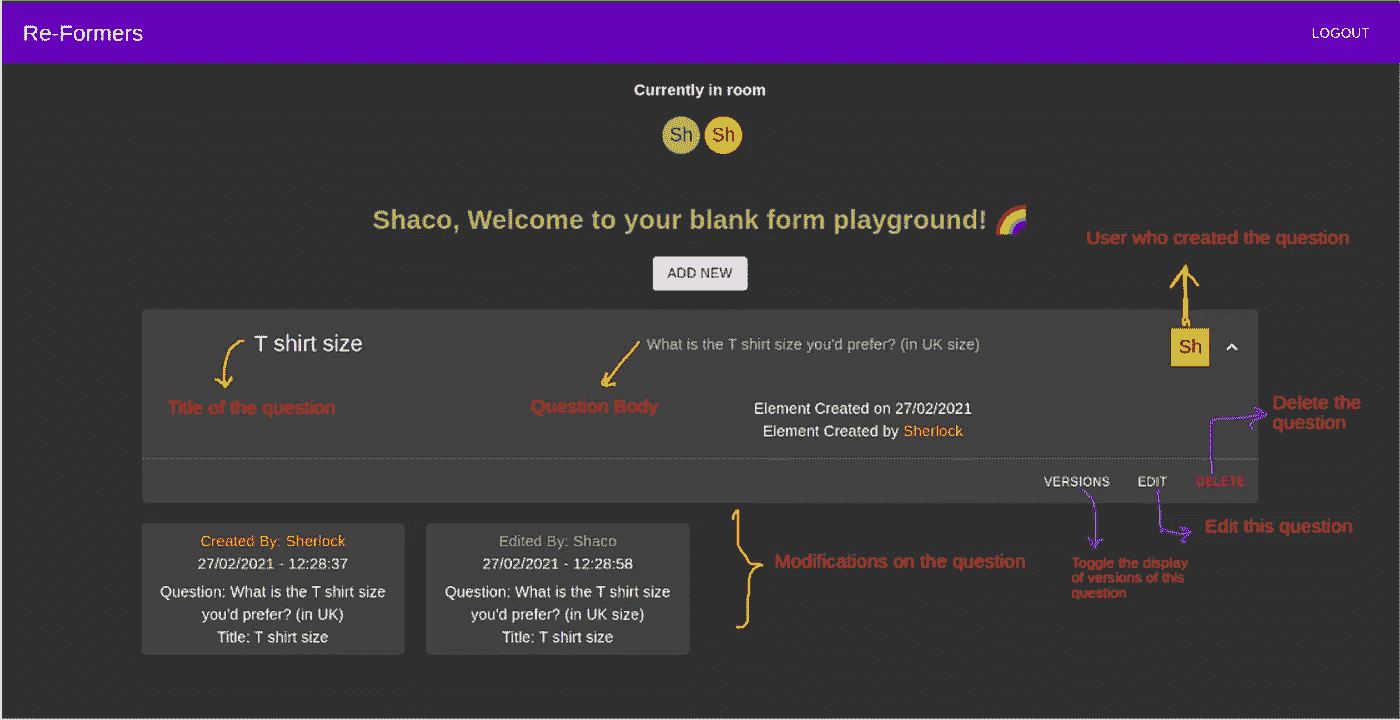 Re-Formers
LOGOUT
Currently in room
Sh Sh
Shaco, Welcome to your blank form playground!
User who created the question
ADD NEW
T shirt size
What is the T shirt size you'd prefer? (in UK size)
Sh
Title of the question
Question Body
Element Created on 27/02/2021
Element Created by Sherlock
Delete the
question
VERSIONS EDIT DELETE
Edit this question
Toggle the display
of versions of this
question
Created By: Sherlock
27/02/2021 - 12:28:37
Question: What is the T shirt size
you'd prefer? (in UK)
Title: T shirt size
Edited By: Shaco
27/02/2021 - 12:28:58
Question: What is the T shirt size
you'd prefer? (in UK size)
Title: T shirt size
Modifications on the question